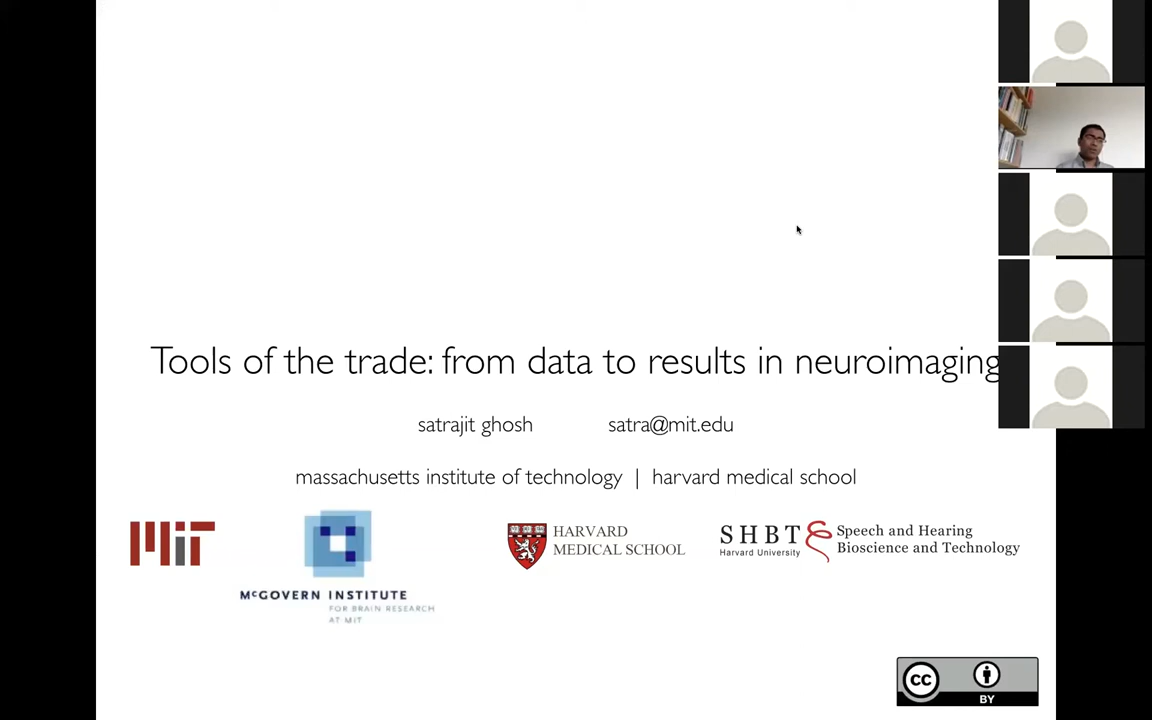 Tools of the trade: from data to results in neuroimaging
satrajit ghosh satra@mit.edu
massachusetts institute of technology | harvard medical school
MIT
McGOVERN INSTITUTE
FOR BRAIN RESEARCH
AT MIT
HARVARD
MEDICAL SCHOOL
SHBT
Harvard University
Speech and Hearing
Bioscience and Technology
cc
BY